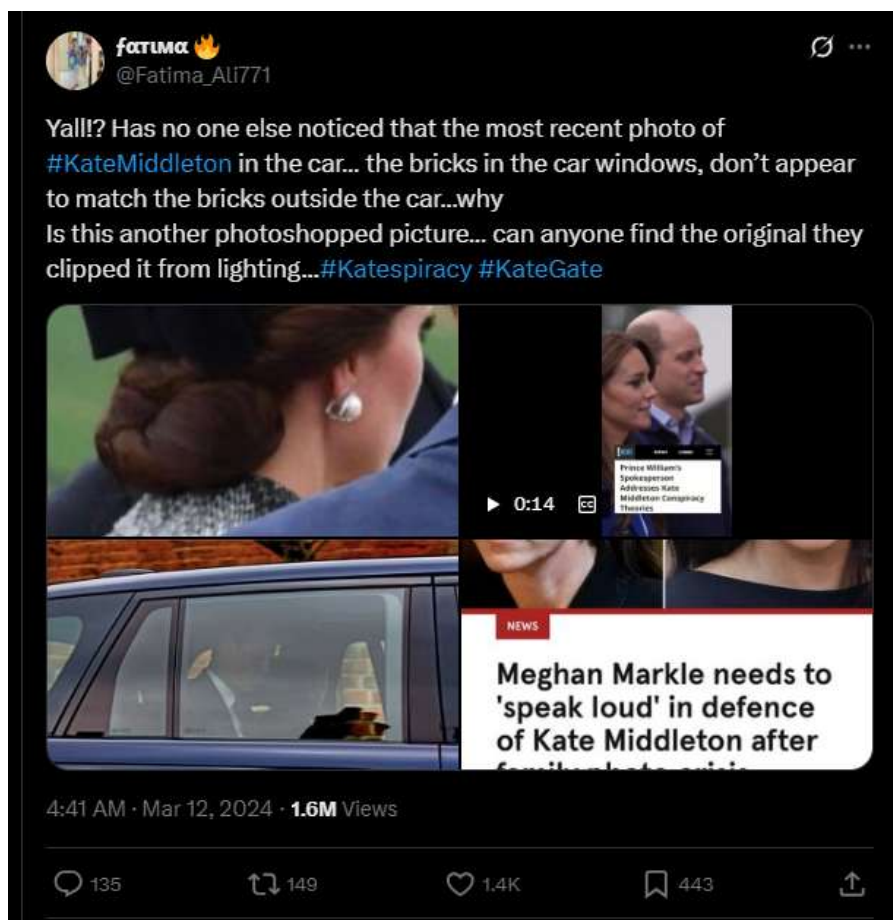 fατιмα 🔥
@Fatima_Ali771
Yall!? Has no one else noticed that the most recent photo of
#KateMiddleton in the car... the bricks in the car windows, don’t appear
to match the bricks outside the car...why
Is this another photoshopped picture... can anyone find the original they
clipped it from lighting...#Katespiracy #KateGate
Prince William's
Spokesperson
Addresses Kate
Middleton Conspiracy
Theories
0:14
CC
NEWS
Meghan Markle needs to
'speak loud' in defence
of Kate Middleton after
4:41 AM · Mar 12, 2024 · 1.6M Views
135
149
1.4K
443